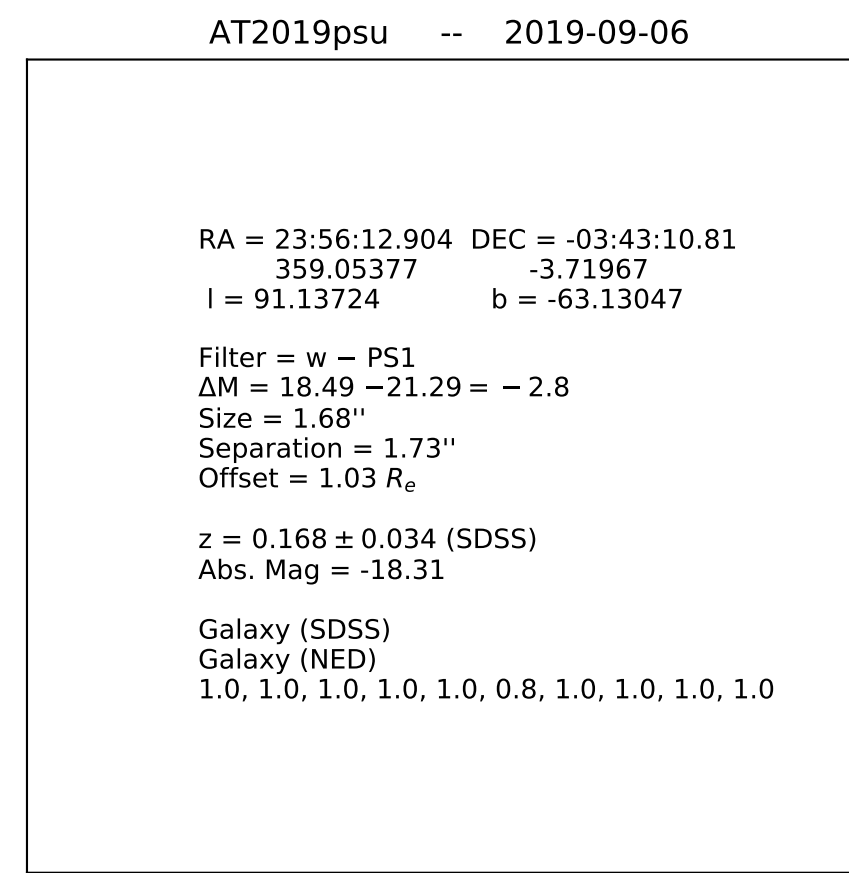 AT2019psu -- 2019-09-06
RA = 23:56:12.904 DEC = -03:43:10.81
359.05377 -3.71967
l = 91.13724 b = -63.13047
Filter = w − PS1
ΔM = 18.49 −21.29 = − 2.8
Size = 1.68''
Separation = 1.73''
Offset = 1.03 Rₑ
z = 0.168 ± 0.034 (SDSS)
Abs. Mag = -18.31
Galaxy (SDSS)
Galaxy (NED)
1.0, 1.0, 1.0, 1.0, 1.0, 0.8, 1.0, 1.0, 1.0, 1.0